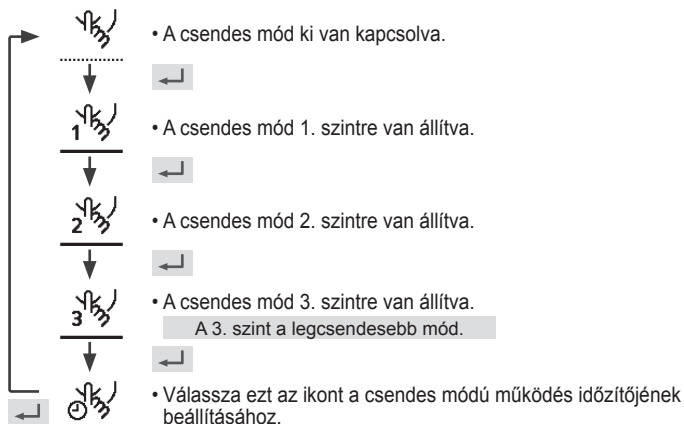 • A csendes mód ki van kapcsolva.
1
• A csendes mód 1. szintre van állítva.
2
• A csendes mód 2. szintre van állítva.
3
• A csendes mód 3. szintre van állítva.
A 3. szint a legcsendesebb mód.
• Válassza ezt az ikont a csendes módú működés időzítőjének
beállításához.